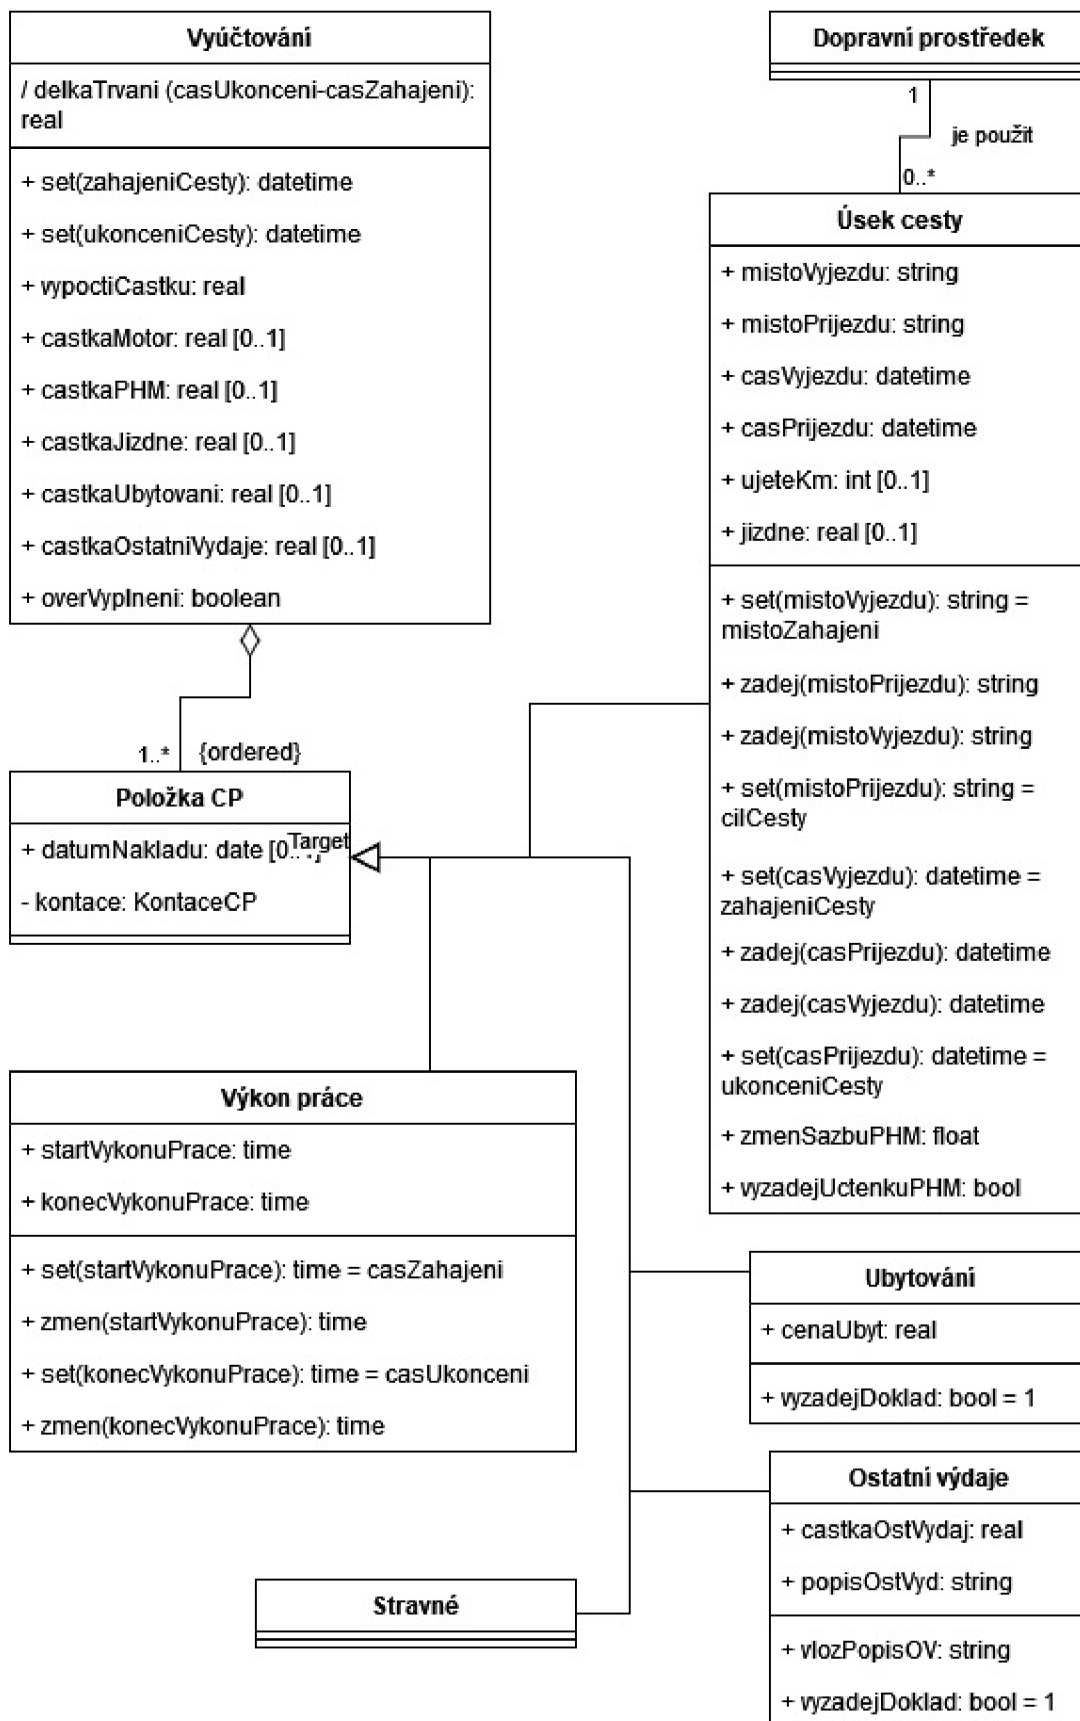 Vyúčtování
/ delkaTrvani (casUkonceni-casZahajeni):
real
+ set(zahajeniCesty): datetime
+ set(ukonceniCesty): datetime
+ vypoctiCastku: real
+ castkaMotor: real [0..1]
+ castkaPHM: real [0..1]
+ castkaJizdne: real [0..1]
+ castkaUbytovani: real [0..1]
+ castkaOstatniVydaje: real [0..1]
+ overVyplneni: boolean
1..*
{ordered}
Položka CP
+ datumNakladu: date [0..1]
Target
- kontace: KontaceCP
Výkon práce
+ startVykonuPrace: time
+ konecVykonuPrace: time
+ set(startVykonuPrace): time = casZahajeni
+ zmen(startVykonuPrace): time
+ set(konecVykonuPrace): time = casUkonceni
+ zmen(konecVykonuPrace): time
Stravné
Dopravní prostředek
1
je použit
0..*
Úsek cesty
+ mistoVyjezdu: string
+ mistoPrijezdu: string
+ casVyjezdu: datetime
+ casPrijezdu: datetime
+ ujeteKm: int [0..1]
+ jizdne: real [0..1]
+ set(mistoVyjezdu): string =
mistoZahajeni
+ zadej(mistoPrijezdu): string
+ zadej(mistoVyjezdu): string
+ set(mistoPrijezdu): string =
cilCesty
+ set(casVyjezdu): datetime =
zahajeniCesty
+ zadej(casPrijezdu): datetime
+ zadej(casVyjezdu): datetime
+ set(casPrijezdu): datetime =
ukonceniCesty
+ zmenSazbuPHM: float
+ vyzadejUctenkuPHM: bool
Ubytování
+ cenaUbyt: real
+ vyzadejDoklad: bool = 1
Ostatní výdaje
+ castkaOstVydaj: real
+ popisOstVyd: string
+ vlozPopisOV: string
+ vyzadejDoklad: bool = 1